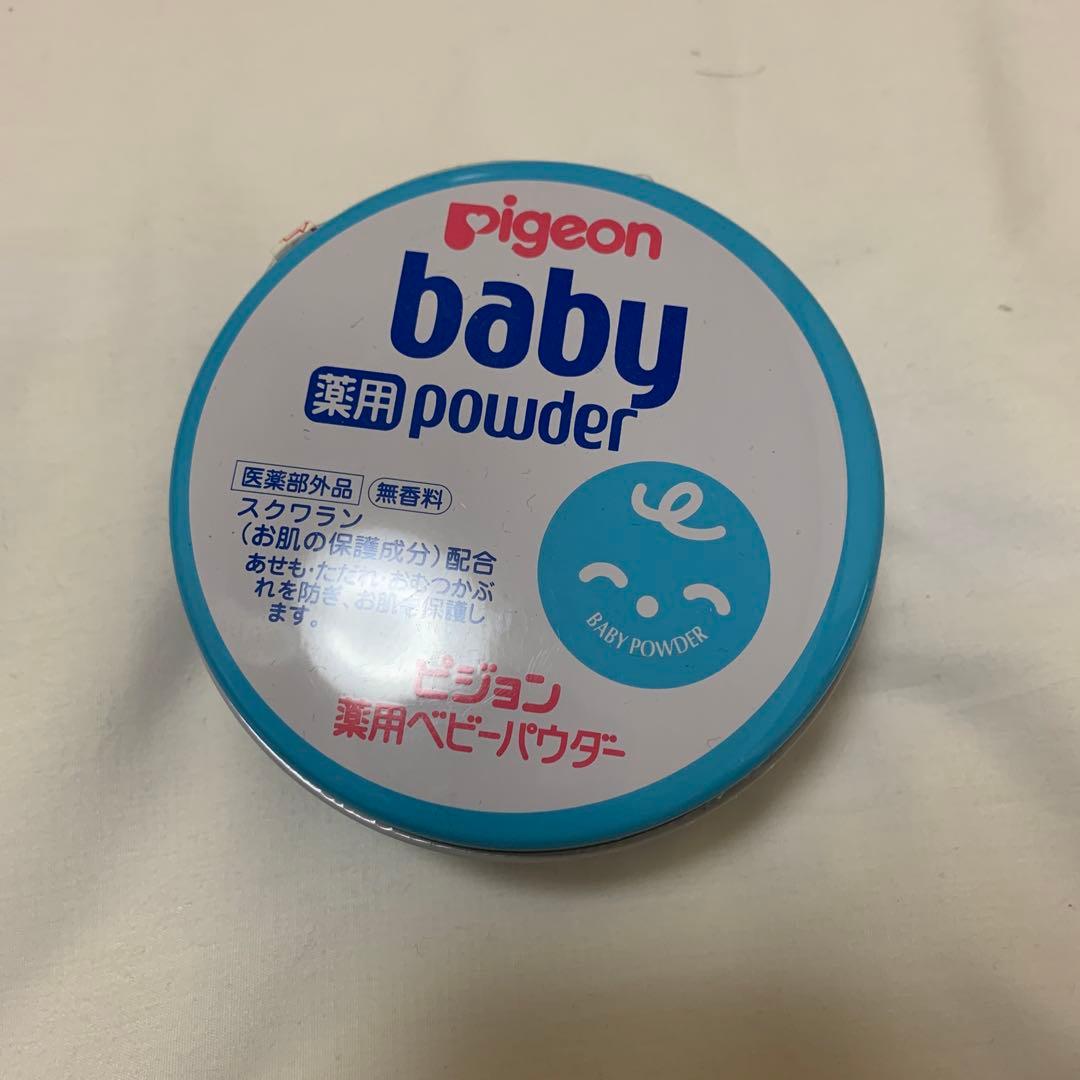 Pigeon
baby
薬用 powder
医薬部外品 無香料
スクワラン
(お肌の保護成分)配合
あせも・ただれ・おむつかぶ
れを防ぎ、お肌を保護し
ます。
BABY POWDER
ピジョン
薬用ベビーパウダー